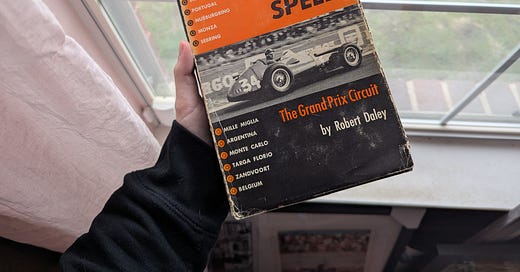 SPEED
PORTUGAL
NURBURGRING
MONZA
SEBRING
34
The Grand Prix Circuit
by Robert Daley
MILLE MIGLIA
ARGENTINA
MONTE CARLO
TARGA FLORIO
ZANDVOORT
BELGIUM